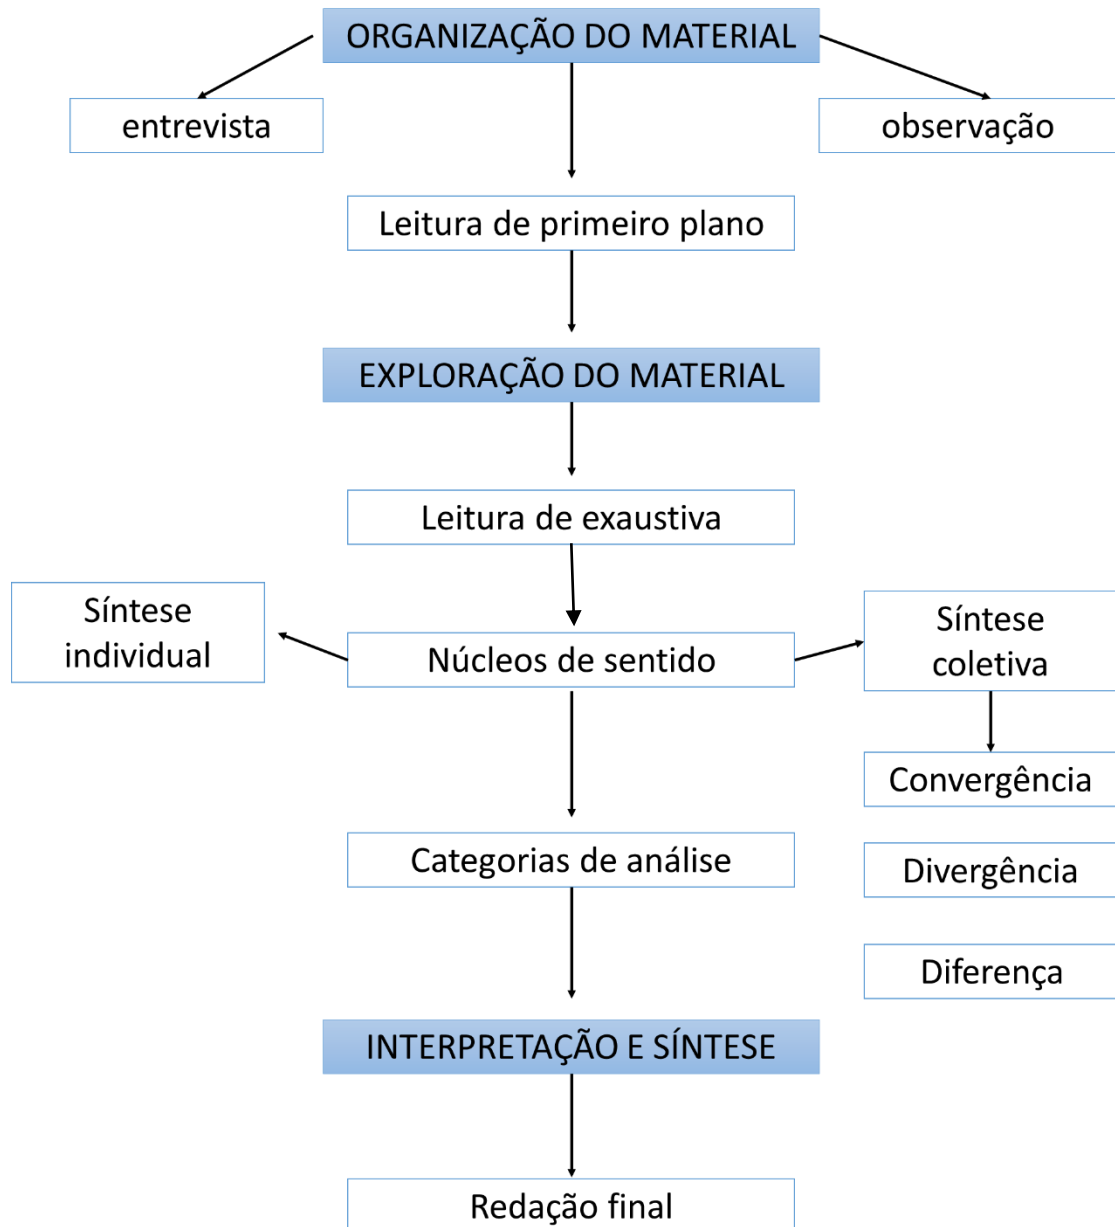 ORGANIZAÇÃO DO MATERIAL
entrevista
observação
Leitura de primeiro plano
EXPLORAÇÃO DO MATERIAL
Leitura de exaustiva
Síntese
individual
Núcleos de sentido
Síntese
coletiva
Convergência
Categorias de análise
Divergência
Diferença
INTERPRETAÇÃO E SÍNTESE
Redação final